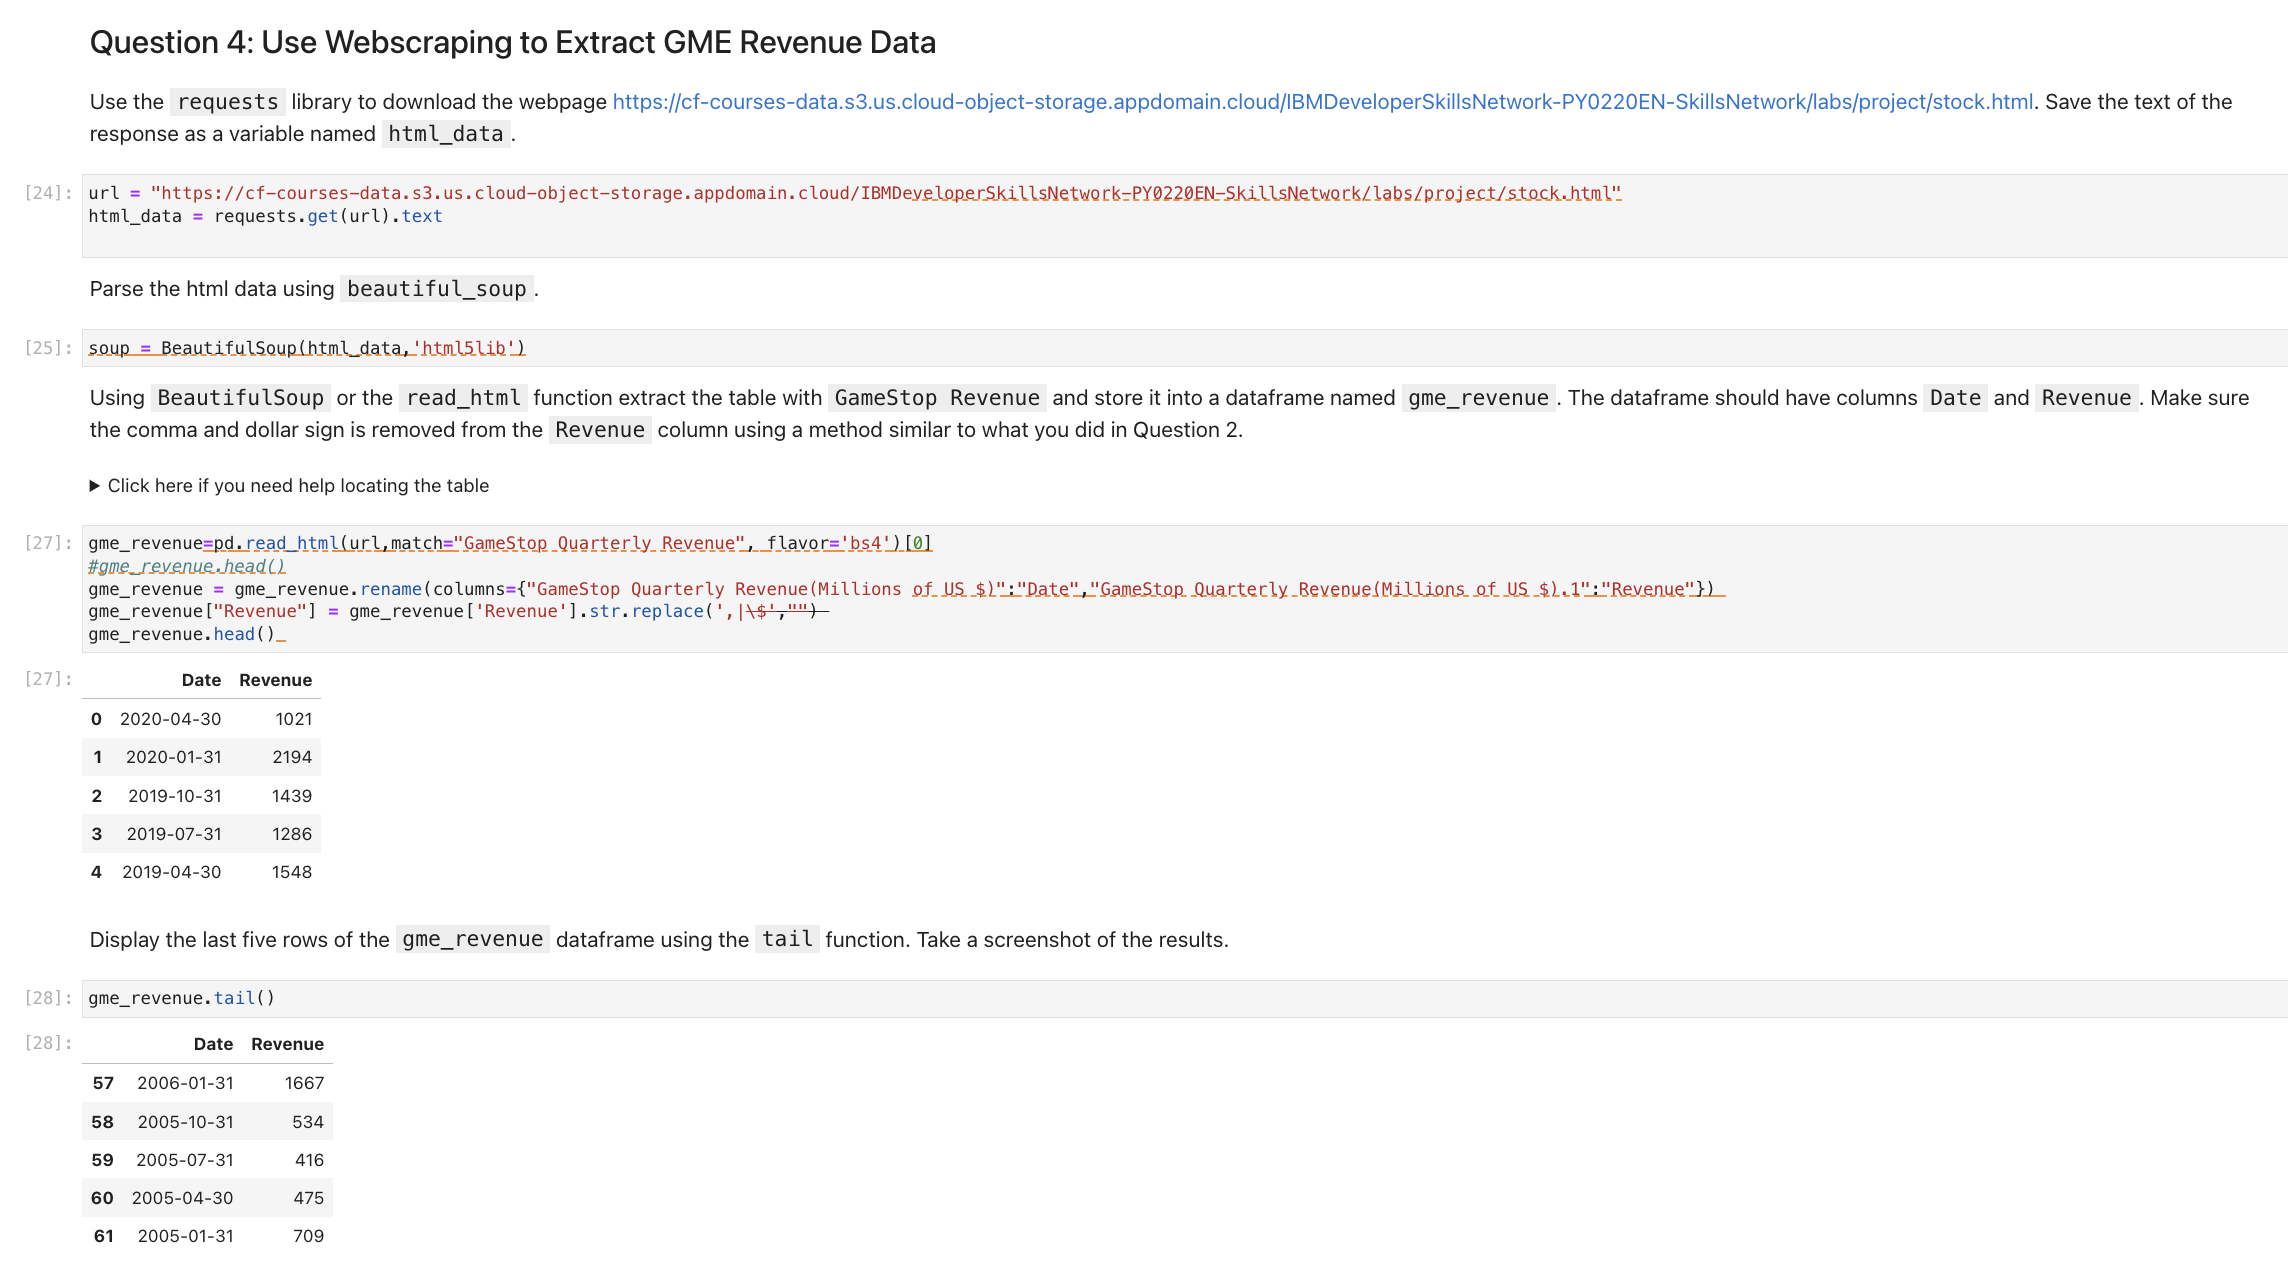 Question 4: Use Webscraping to Extract GME Revenue Data
Use the requests library to download the webpage https://cf-courses-data.s3.us.cloud-object-storage.appdomain.cloud/IBMDeveloperSkillsNetwork-PY0220EN-SkillsNetwork/labs/project/stock.html. Save the text of the
response as a variable named html_data.
[24]: url = "https://cf-courses-data.s3.us.cloud-object-storage.appdomain.cloud/IBMDeveloperSkillsNetwork-PY0220EN-SkillsNetwork/labs/project/stock.html"
html_data = requests.get(url).text
Parse the html data using beautiful_soup.
[25]: soup = BeautifulSoup(html_data,'html5lib')
Using BeautifulSoup or the read_html function extract the table with GameStop Revenue and store it into a dataframe named gme_revenue. The dataframe should have columns Date and Revenue. Make sure
the comma and dollar sign is removed from the Revenue column using a method similar to what you did in Question 2.
▶ Click here if you need help locating the table
[27]: gme_revenue=pd.read_html(url,match="GameStop Quarterly Revenue", flavor='bs4')[0]
#gme_revenue.head()
gme_revenue = gme_revenue.rename(columns={"GameStop Quarterly Revenue(Millions of US $)":"Date","GameStop Quarterly Revenue(Millions of US $).1":"Revenue"})
gme_revenue["Revenue"] = gme_revenue['Revenue'].str.replace(',|\$',"")
gme_revenue.head()
[27]: Date Revenue
0 2020-04-30 1021
1 2020-01-31 2194
2 2019-10-31 1439
3 2019-07-31 1286
4 2019-04-30 1548
Display the last five rows of the gme_revenue dataframe using the tail function. Take a screenshot of the results.
[28]: gme_revenue.tail()
[28]: Date Revenue
57 2006-01-31 1667
58 2005-10-31 534
59 2005-07-31 416
60 2005-04-30 475
61 2005-01-31 709